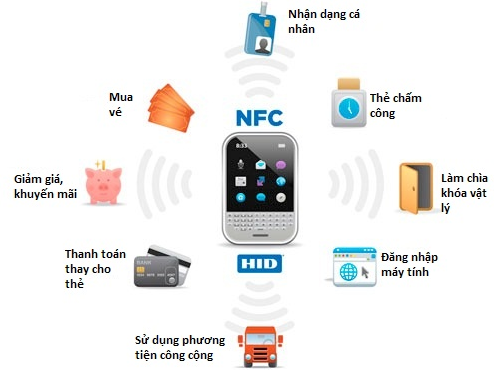 Nhận dạng cá
nhân
Mua
vé
NFC
Thẻ chấm
công
8:33
Giảm giá,
khuyến mãi
Làm chìa
khóa vật
lý
Thanh toán
thay cho
thẻ
BANK
HID
Đăng nhập
máy tính
Sử dụng phương
tiện công cộng